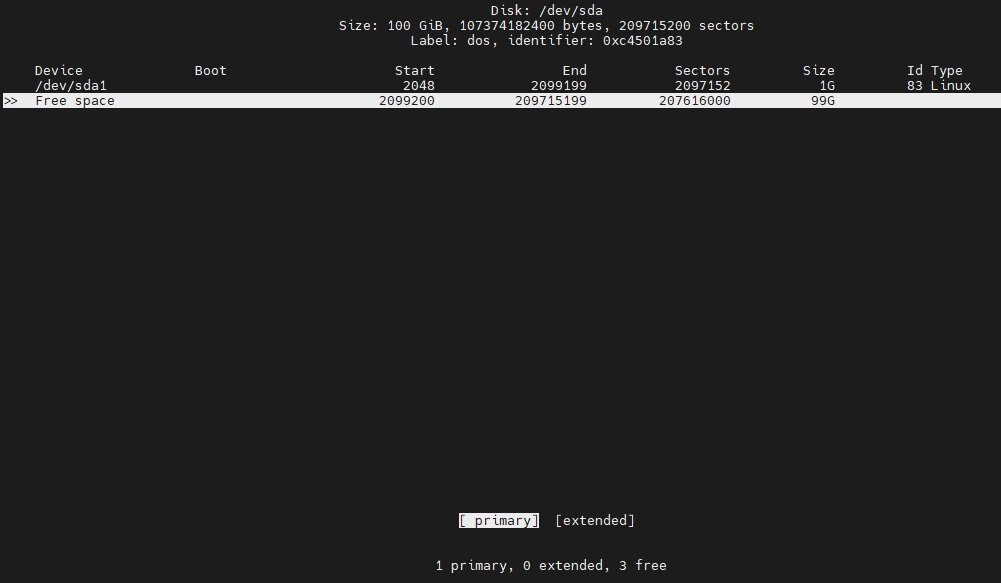 Disk: /dev/sda
Size: 100 GiB, 107374182400 bytes, 209715200 sectors
Label: dos, identifier: 0xc4501a83
Device Boot Start End Sectors Size Id Type
/dev/sda1 2048 2099199 2097152 1G 83 Linux
>> Free space 2099200 209715199 207616000 99G
[ primary] [extended]
1 primary, 0 extended, 3 free